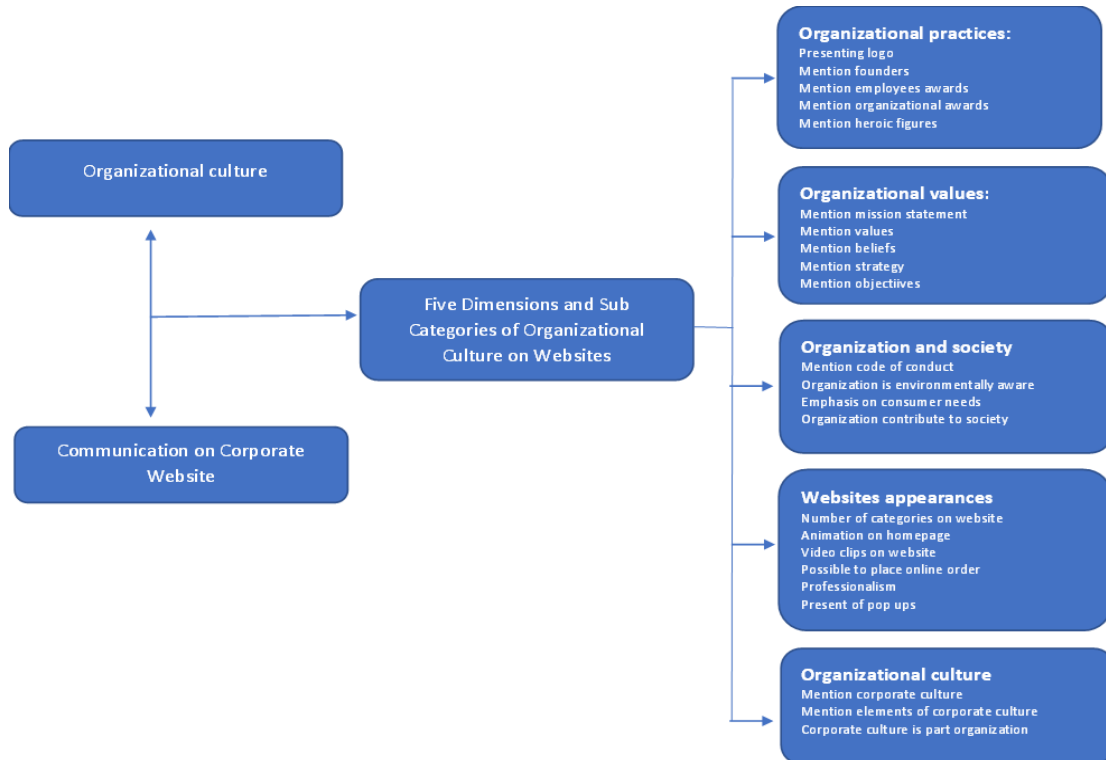 Organizational culture
Communication on Corporate
Website
Five Dimensions and Sub
Categories of Organizational
Culture on Websites
Organizational practices:
Presenting logo
Mention founders
Mention employees awards
Mention organizational awards
Mention heroic figures
Organizational values:
Mention mission statement
Mention values
Mention beliefs
Mention strategy
Mention objectiives
Organization and society
Mention code of conduct
Organization is environmentally aware
Emphasis on consumer needs
Organization contribute to society
Websites appearances
Number of categories on website
Animation on homepage
Video clips on website
Possible to place online order
Professionalism
Present of pop ups
Organizational culture
Mention corporate culture
Mention elements of corporate culture
Corporate culture is part organization